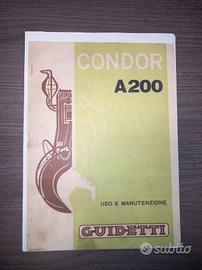 CONDOR
A200
USO E MANUTENZIONE
GUIDETTI
subito